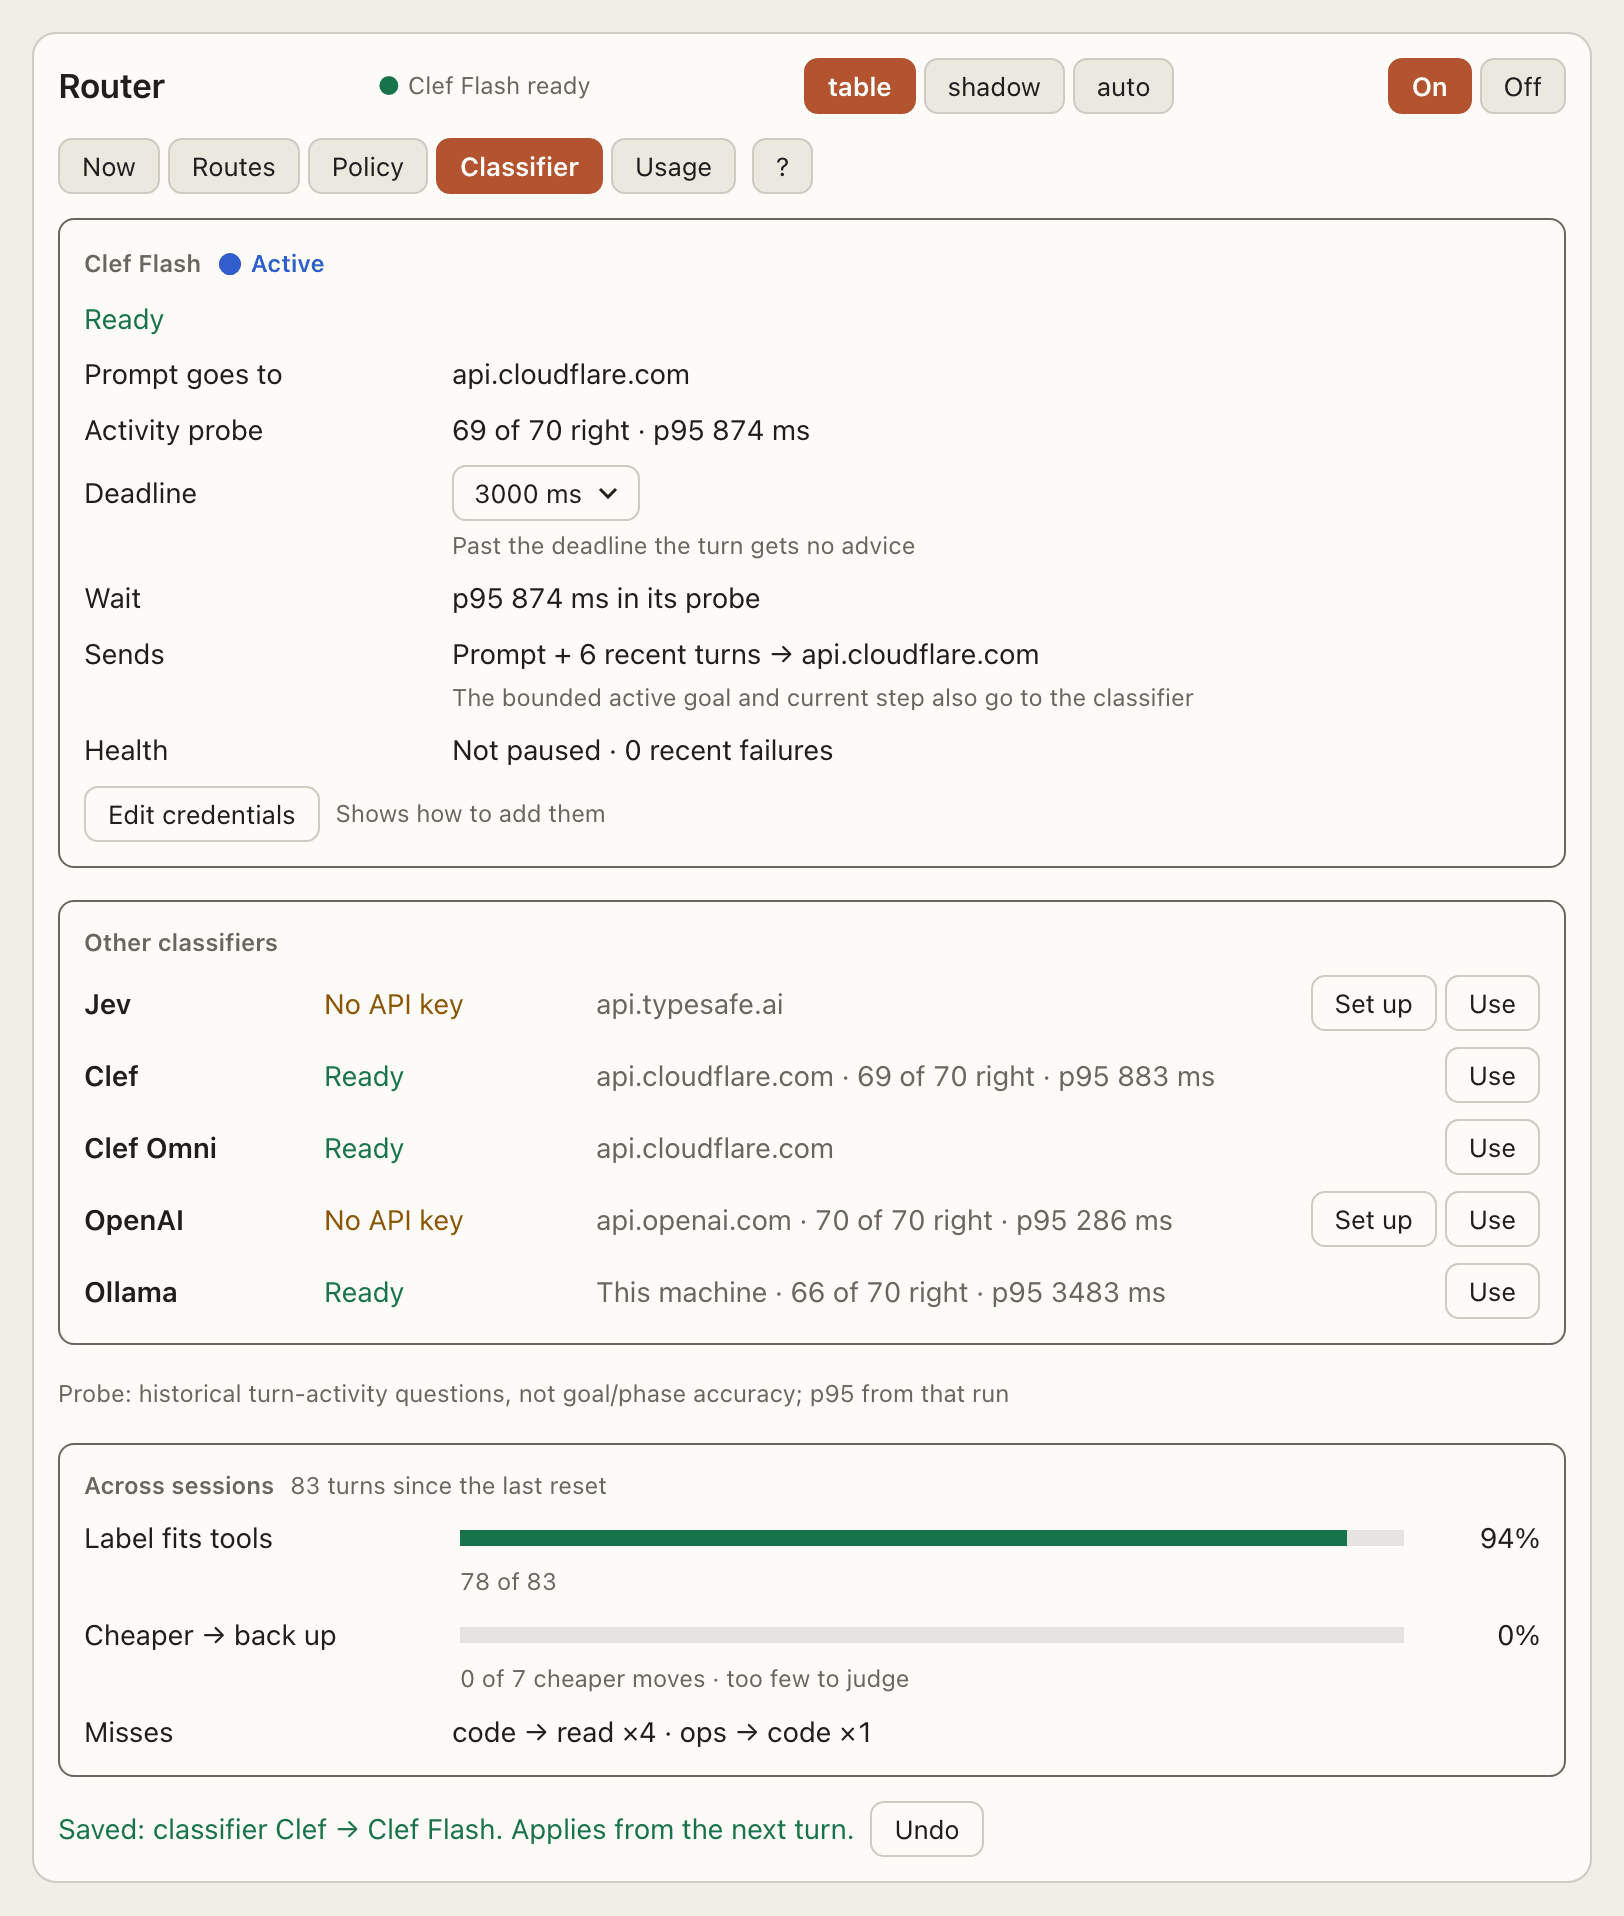 Router Clef Flash ready table shadow auto On Off
Now Routes Policy Classifier Usage ?
Clef Flash Active
Ready
Prompt goes to api.cloudflare.com
Activity probe 69 of 70 right · p95 874 ms
Deadline 3000 ms
Past the deadline the turn gets no advice
Wait p95 874 ms in its probe
Sends Prompt + 6 recent turns → api.cloudflare.com
The bounded active goal and current step also go to the classifier
Health Not paused · 0 recent failures
Edit credentials Shows how to add them
Other classifiers
Jev No API key api.typesafe.ai Set up Use
Clef Ready api.cloudflare.com · 69 of 70 right · p95 883 ms Use
Clef Omni Ready api.cloudflare.com Use
OpenAI No API key api.openai.com · 70 of 70 right · p95 286 ms Set up Use
Ollama Ready This machine · 66 of 70 right · p95 3483 ms Use
Probe: historical turn-activity questions, not goal/phase accuracy; p95 from that run
Across sessions 83 turns since the last reset
Label fits tools 94%
78 of 83
Cheaper → back up 0%
0 of 7 cheaper moves · too few to judge
Misses code → read ×4 · ops → code ×1
Saved: classifier Clef → Clef Flash. Applies from the next turn. Undo